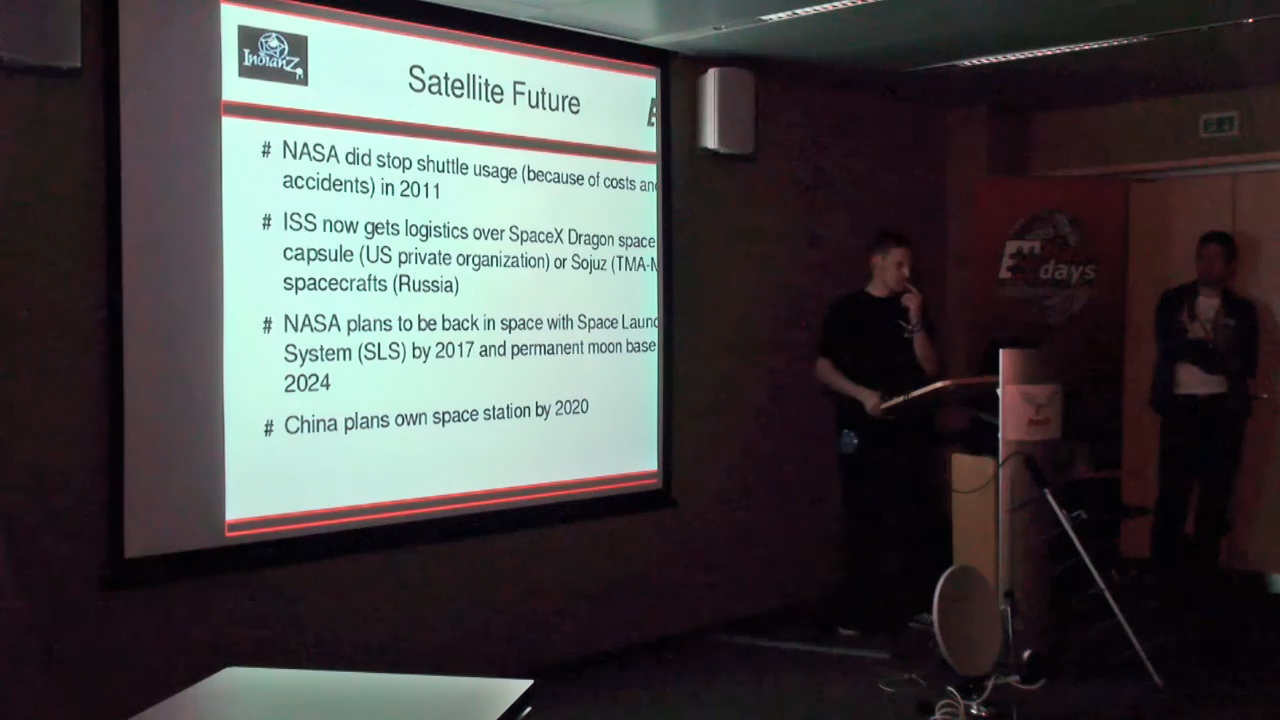 IndianZ
Satellite Future
# NASA did stop shuttle usage (because of costs and
accidents) in 2011
# ISS now gets logistics over SpaceX Dragon space
capsule (US private organization) or Sojuz (TMA-
spacecrafts (Russia)
# NASA plans to be back in space with Space Launc
System (SLS) by 2017 and permanent moon base
2024
# China plans own space station by 2020
days